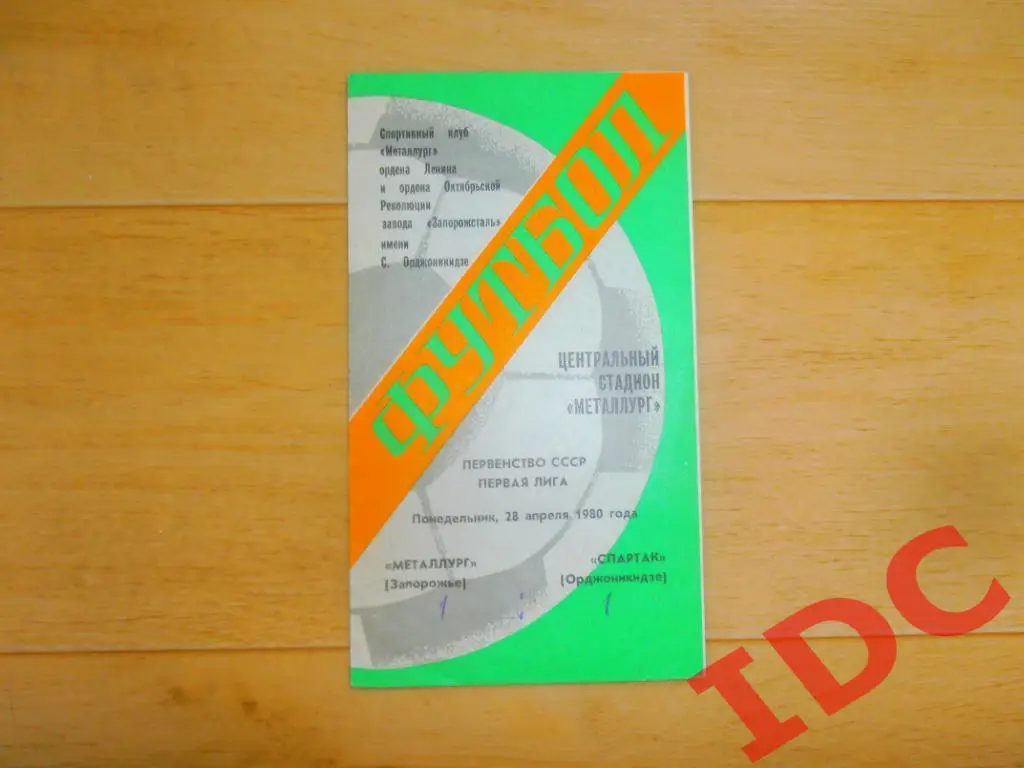 Спортивный клуб
«Металлург»
ордена Ленина
и ордена Октябрьской
Революции
завода «Запорожсталь»
имени
С. Орджоникидзе
ФУТБОЛ
ЦЕНТРАЛЬНЫЙ
СТАДИОН
«МЕТАЛЛУРГ»
ПЕРВЕНСТВО СССР
ПЕРВАЯ ЛИГА
Понедельник, 28 апреля 1980 года
«МЕТАЛЛУРГ» «СПАРТАК»
(Запорожье) (Орджоникидзе)
1 : 1
IDC